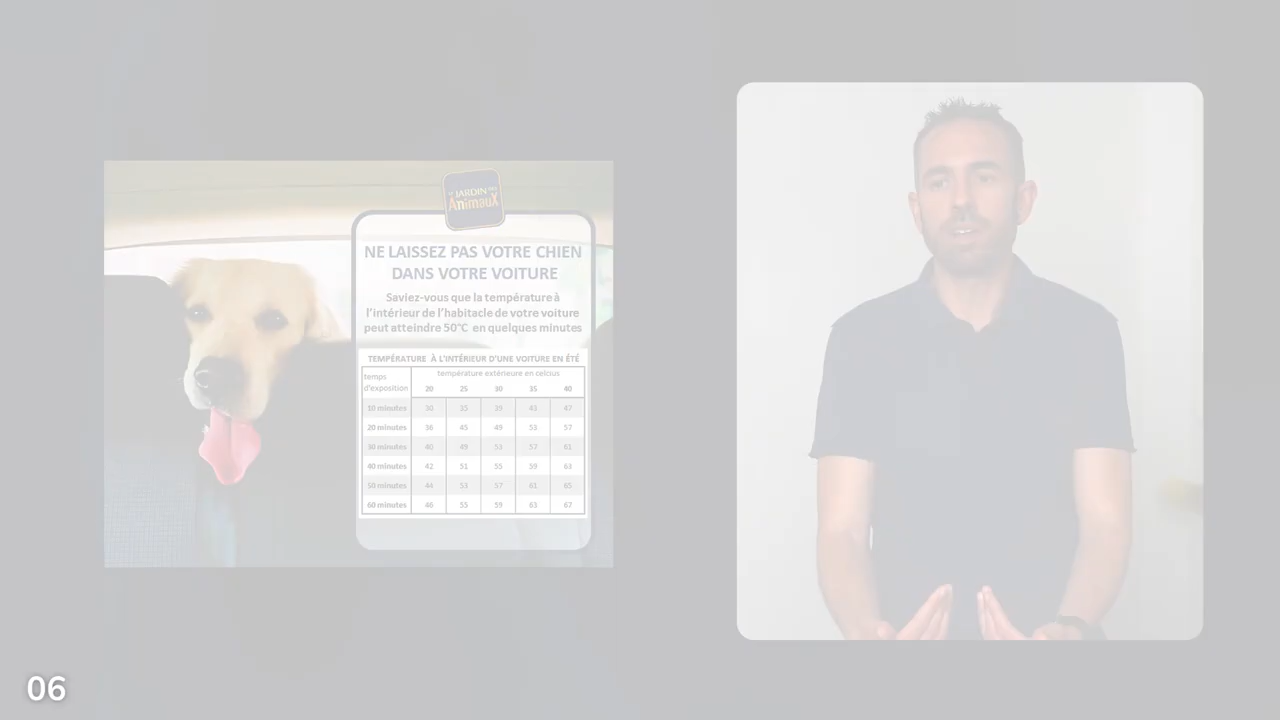 LE JARDIN DES
AnimauX
NE LAISSEZ PAS VOTRE CHIEN
DANS VOTRE VOITURE
Saviez-vous que la température à
l'intérieur de l'habitacle de votre voiture
peut atteindre 50°C en quelques minutes
TEMPÉRATURE À L'INTÉRIEUR D'UNE VOITURE EN ÉTÉ
temps d'exposition température extérieure en celcius
20 25 30 35 40
10 minutes 30 35 39 43 47
20 minutes 36 45 49 53 57
30 minutes 40 49 53 57 61
40 minutes 42 51 55 59 63
50 minutes 44 53 57 61 65
60 minutes 46 55 59 63 67
06